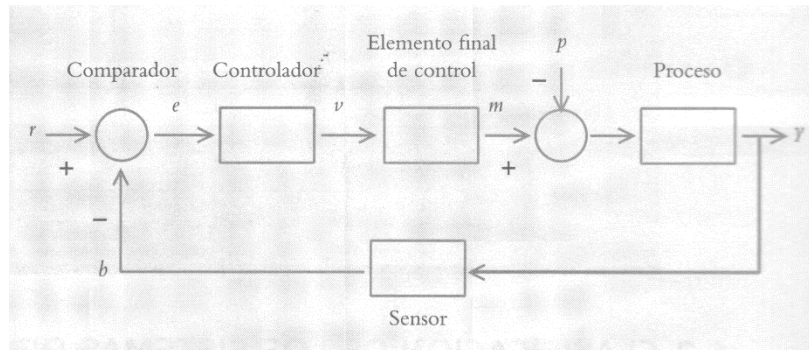 Elemento final
de control
Comparador
Controlador
p
Proceso
−
r
e
v
m
y
+
+
−
b
Sensor